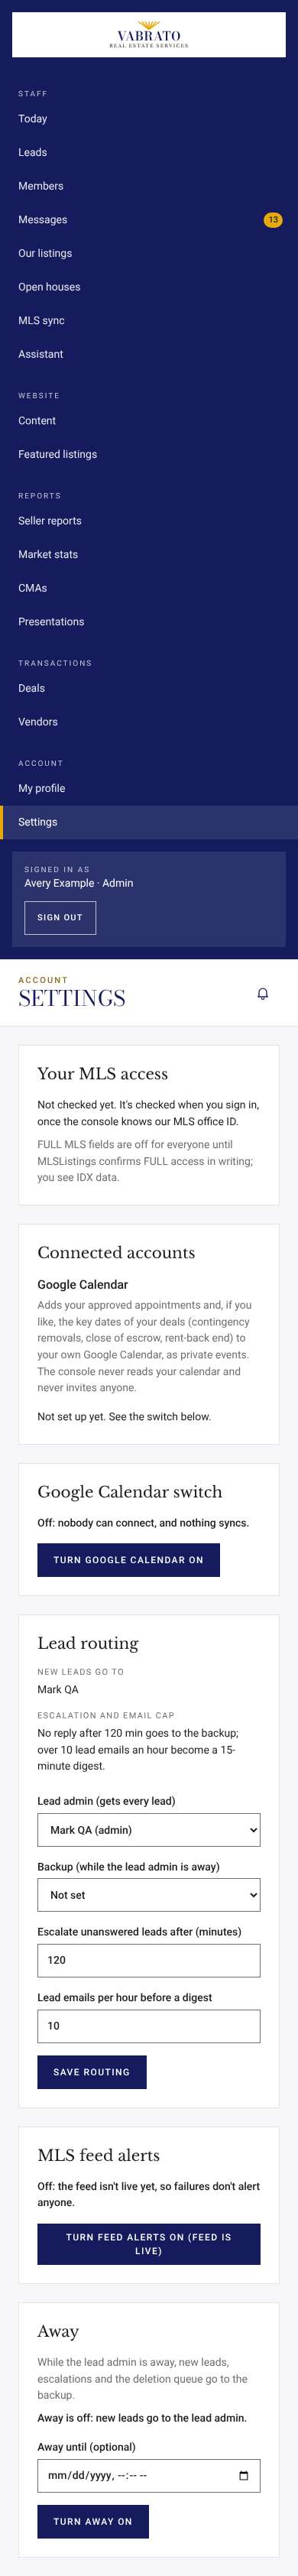 VABRATO
REAL ESTATE SERVICES
STAFF
Today
Leads
Members
Messages
13
Our listings
Open houses
MLS sync
Assistant
WEBSITE
Content
Featured listings
REPORTS
Seller reports
Market stats
CMAs
Presentations
TRANSACTIONS
Deals
Vendors
ACCOUNT
My profile
Settings
SIGNED IN AS
Avery Example · Admin
SIGN OUT
ACCOUNT
SETTINGS
Your MLS access
Not checked yet. It's checked when you sign in,
once the console knows our MLS office ID.
FULL MLS fields are off for everyone until
MLSListings confirms FULL access in writing;
you see IDX data.
Connected accounts
Google Calendar
Adds your approved appointments and, if you
like, the key dates of your deals (contingency
removals, close of escrow, rent-back end) to
your own Google Calendar, as private events.
The console never reads your calendar and
never invites anyone.
Not set up yet. See the switch below.
Google Calendar switch
Off: nobody can connect, and nothing syncs.
TURN GOOGLE CALENDAR ON
Lead routing
NEW LEADS GO TO
Mark QA
ESCALATION AND EMAIL CAP
No reply after 120 min goes to the backup;
over 10 lead emails an hour become a 15-
minute digest.
Lead admin (gets every lead)
Mark QA (admin)
Backup (while the lead admin is away)
Not set
Escalate unanswered leads after (minutes)
120
Lead emails per hour before a digest
10
SAVE ROUTING
MLS feed alerts
Off: the feed isn't live yet, so failures don't alert
anyone.
TURN FEED ALERTS ON (FEED IS
LIVE)
Away
While the lead admin is away, new leads,
escalations and the deletion queue go to the
backup.
Away is off: new leads go to the lead admin.
Away until (optional)
mm/dd/yyyy, --:-- --
TURN AWAY ON